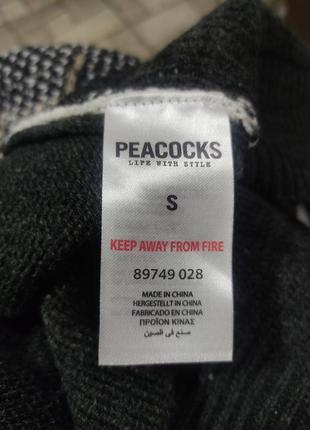 PEACOCKS
LIFE WITH STYLE
S
KEEP AWAY FROM FIRE
89749 028
MADE IN CHINA
HERGESTELLT IN CHINA
FABRICADO EN CHINA
ΠΡΟΪΟΝ ΚΙΝΑΣ
صنع في الصين